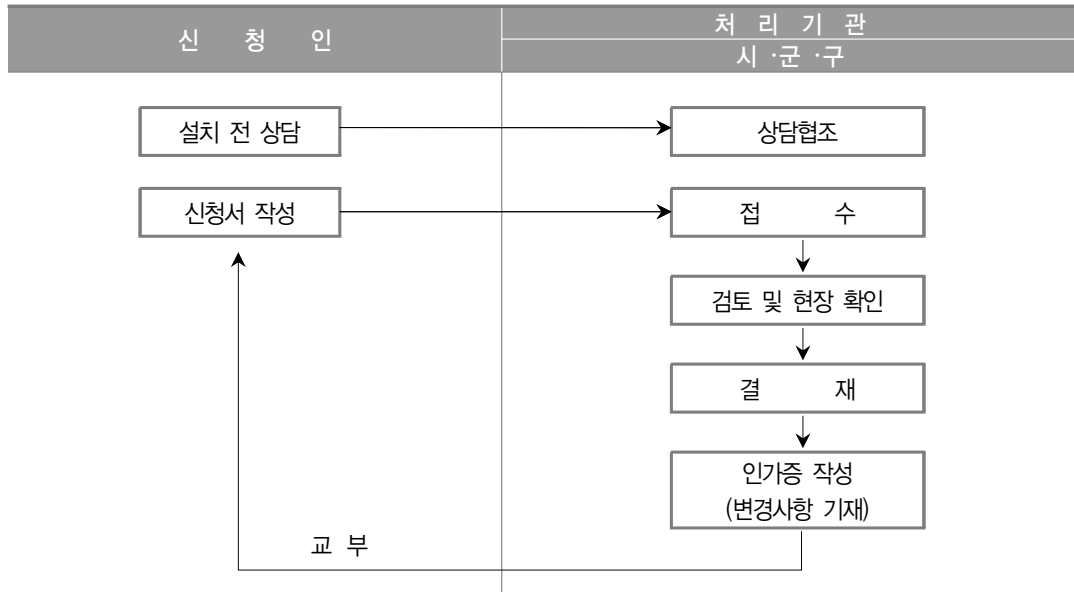 신 청 인
처 리 기 관
시 ·군 ·구
설치 전 상담
상담협조
신청서 작성
접 수
검토 및 현장 확인
결 재
인가증 작성
(변경사항 기재)
교 부